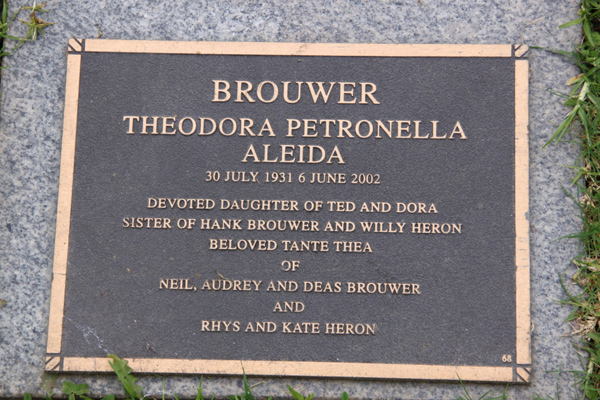 BROUWER
THEODORA PETRONELLA
ALEIDA
30 JULY 1931 6 JUNE 2002
DEVOTED DAUGHTER OF TED AND DORA
SISTER OF HANK BROUWER AND WILLY HERON
BELOVED TANTE THEA
OF
NEIL, AUDREY AND DEAS BROUWER
AND
RHYS AND KATE HERON
68